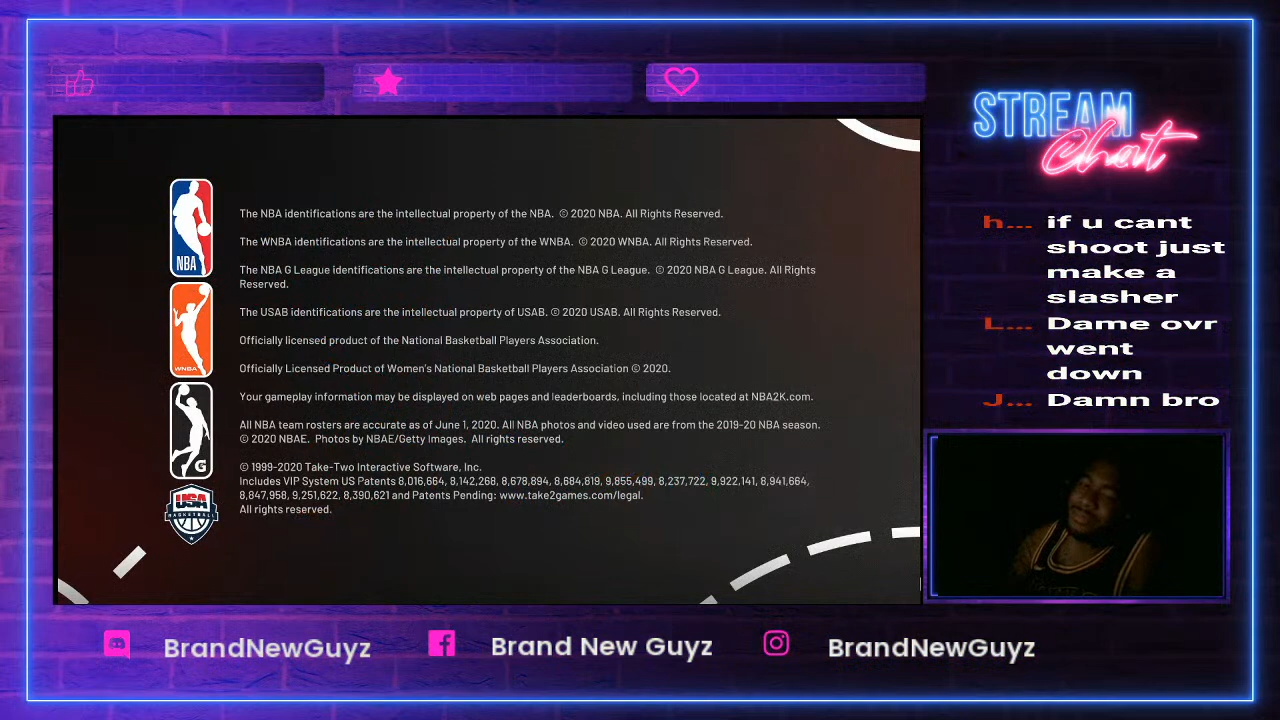 STREAM
Chat
The NBA identifications are the intellectual property of the NBA. © 2020 NBA. All Rights Reserved.
The WNBA identifications are the intellectual property of the WNBA. © 2020 WNBA. All Rights Reserved.
The NBA G League identifications are the intellectual property of the NBA G League. © 2020 NBA G League. All Rights
Reserved.
The USAB identifications are the intellectual property of USAB. © 2020 USAB. All Rights Reserved.
Officially licensed product of the National Basketball Players Association.
Officially Licensed Product of Women's National Basketball Players Association © 2020.
Your gameplay information may be displayed on web pages and leaderboards, including those located at NBA2K.com.
All NBA team rosters are accurate as of June 1, 2020. All NBA photos and video used are from the 2019-20 NBA season.
© 2020 NBAE. Photos by NBAE/Getty Images. All rights reserved.
© 1999-2020 Take-Two Interactive Software, Inc.
Includes VIP System US Patents 8,016,664, 8,142,268, 8,678,894, 8,684,819, 9,855,499, 8,237,722, 9,922,141, 8,941,664,
8,847,958, 9,251,622, 8,390,621 and Patents Pending: www.take2games.com/legal.
All rights reserved.
NBA
WNBA
G
USA
BASKETBALL
h... if u cant
shoot just
make a
slasher
L... Dame ovr
went
down
J... Damn bro
BrandNewGuyz
Brand New Guyz
BrandNewGuyz